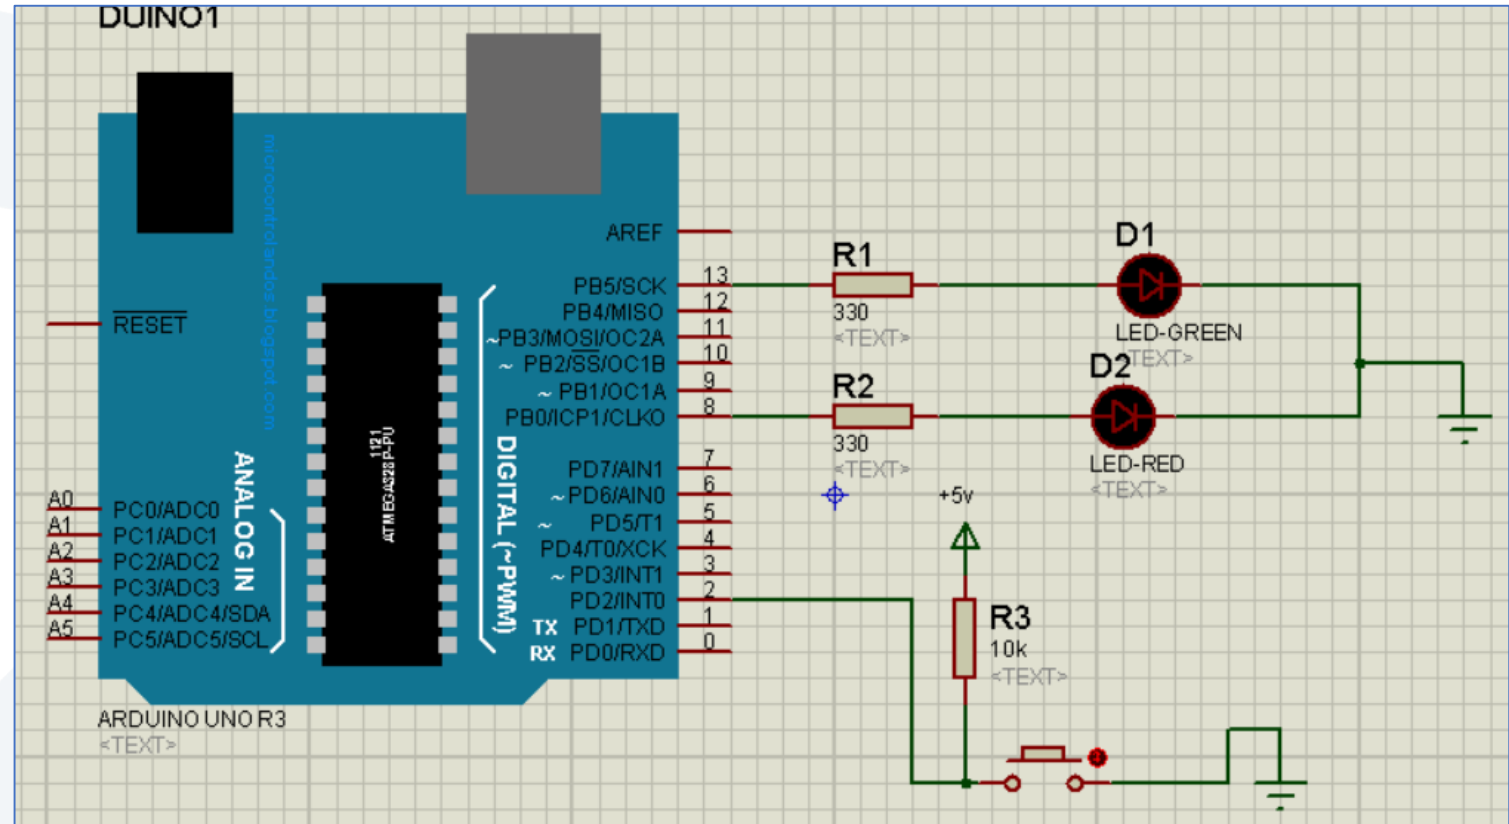 DUINO1
microcontrolandos.blogspot.com
AREF
RESET
PB5/SCK 13
PB4/MISO 12
~PB3/MOSI/OC2A 11
~ PB2/SS/OC1B 10
~ PB1/OC1A 9
PB0/ICP1/CLKO 8
PD7/AIN1 7
~PD6/AIN0 6
~ PD5/T1 5
PD4/T0/XCK 4
~PD3/INT1 3
PD2/INT0 2
TX PD1/TXD 1
RX PD0/RXD 0
DIGITAL (~PWM)
ATMEGA328P-PU
1121
ANALOG IN
A0 PC0/ADC0
A1 PC1/ADC1
A2 PC2/ADC2
A3 PC3/ADC3
A4 PC4/ADC4/SDA
A5 PC5/ADC5/SCL
ARDUINO UNO R3
<TEXT>
R1
330
<TEXT>
D1
LED-GREEN
<TEXT>
R2
330
<TEXT>
D2
LED-RED
<TEXT>
+5v
R3
10k
<TEXT>